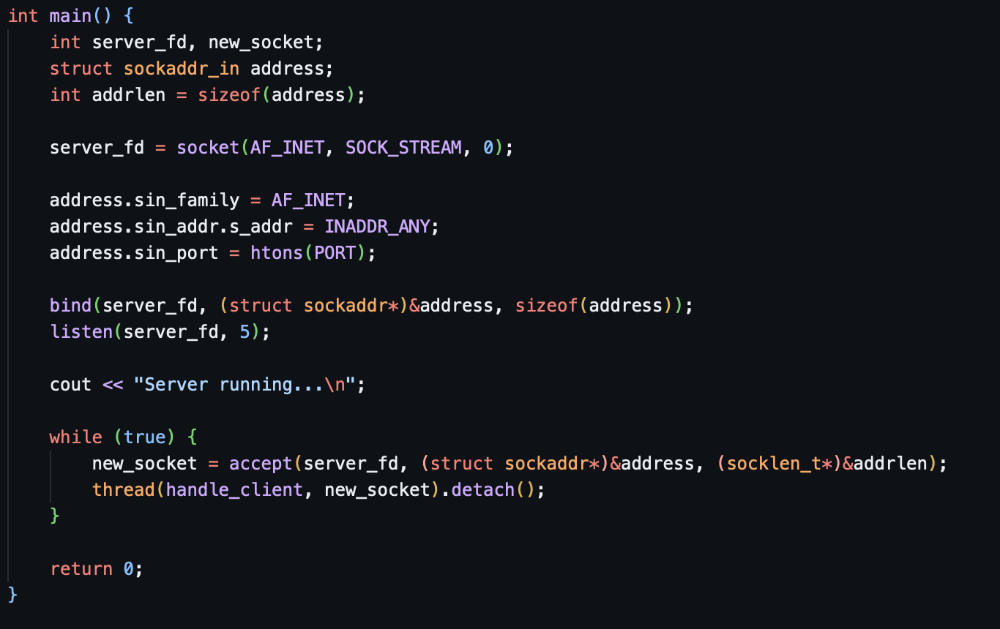 int main() {
    int server_fd, new_socket;
    struct sockaddr_in address;
    int addrlen = sizeof(address);

    server_fd = socket(AF_INET, SOCK_STREAM, 0);

    address.sin_family = AF_INET;
    address.sin_addr.s_addr = INADDR_ANY;
    address.sin_port = htons(PORT);

    bind(server_fd, (struct sockaddr*)&address, sizeof(address));
    listen(server_fd, 5);

    cout << "Server running...\n";

    while (true) {
        new_socket = accept(server_fd, (struct sockaddr*)&address, (socklen_t*)&addrlen);
        thread(handle_client, new_socket).detach();
    }

    return 0;
}